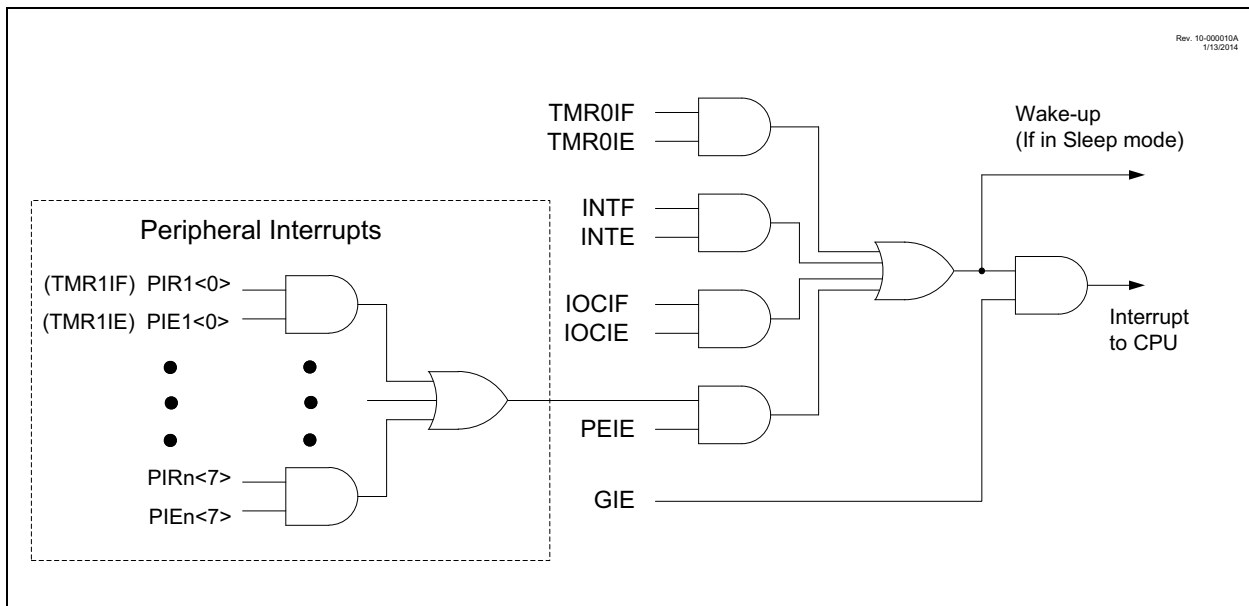 Rev. 10-000010A
1/13/2014
TMR0IF
TMR0IE
Wake-up
(If in Sleep mode)
INTF
INTE
Peripheral Interrupts
(TMR1IF) PIR1<0>
(TMR1IE) PIE1<0>
IOCIF
IOCIE
Interrupt
to CPU
PEIE
PIRn<7>
PIEn<7>
GIE